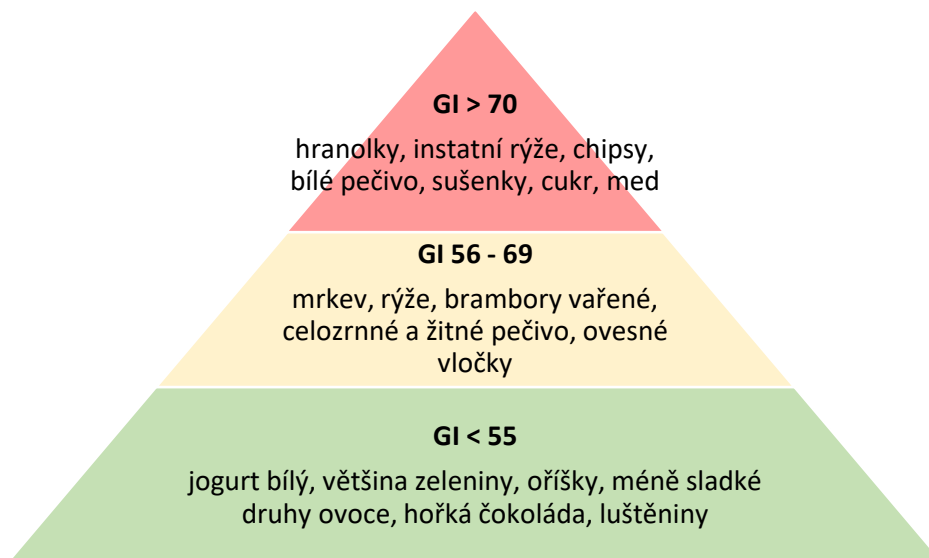 GI > 70
hranolky, instatní rýže, chipsy,
bílé pečivo, sušenky, cukr, med
GI 56 - 69
mrkev, rýže, brambory vařené,
celozrnné a žitné pečivo, ovesné
vločky
GI < 55
jogurt bílý, většina zeleniny, oříšky, méně sladké
druhy ovoce, hořká čokoláda, luštěniny